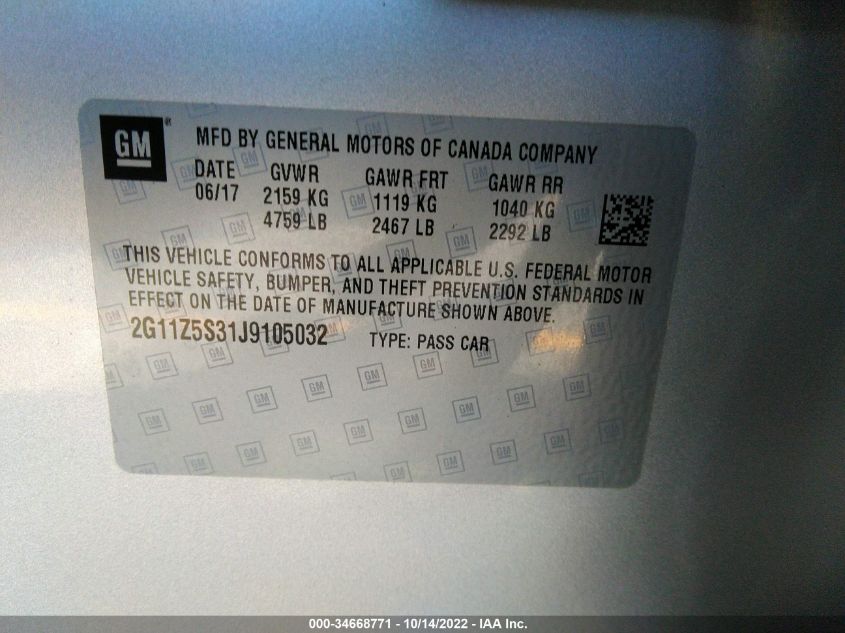 GM
MFD BY GENERAL MOTORS OF CANADA COMPANY
DATE GVWR GAWR FRT GAWR RR
06/17 2159 KG 1119 KG 1040 KG
4759 LB 2467 LB 2292 LB
THIS VEHICLE CONFORMS TO ALL APPLICABLE U.S. FEDERAL MOTOR
VEHICLE SAFETY, BUMPER, AND THEFT PREVENTION STANDARDS IN
EFFECT ON THE DATE OF MANUFACTURE SHOWN ABOVE.
2G11Z5S31J9105032 TYPE: PASS CAR
000-34668771 - 10/14/2022 - IAA Inc.